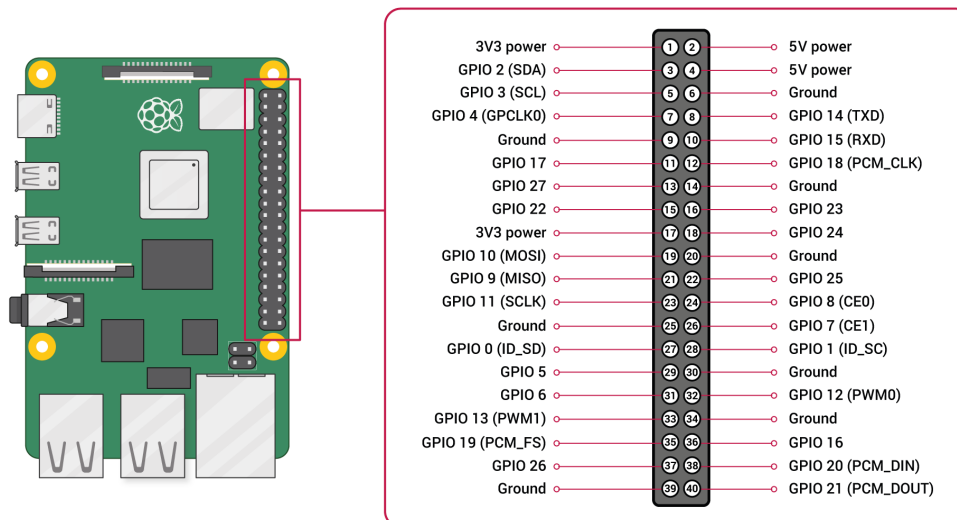 3V3 power 1 2 5V power
GPIO 2 (SDA) 3 4 5V power
GPIO 3 (SCL) 5 6 Ground
GPIO 4 (GPCLK0) 7 8 GPIO 14 (TXD)
Ground 9 10 GPIO 15 (RXD)
GPIO 17 11 12 GPIO 18 (PCM_CLK)
GPIO 27 13 14 Ground
GPIO 22 15 16 GPIO 23
3V3 power 17 18 GPIO 24
GPIO 10 (MOSI) 19 20 Ground
GPIO 9 (MISO) 21 22 GPIO 25
GPIO 11 (SCLK) 23 24 GPIO 8 (CE0)
Ground 25 26 GPIO 7 (CE1)
GPIO 0 (ID_SD) 27 28 GPIO 1 (ID_SC)
GPIO 5 29 30 Ground
GPIO 6 31 32 GPIO 12 (PWM0)
GPIO 13 (PWM1) 33 34 Ground
GPIO 19 (PCM_FS) 35 36 GPIO 16
GPIO 26 37 38 GPIO 20 (PCM_DIN)
Ground 39 40 GPIO 21 (PCM_DOUT)